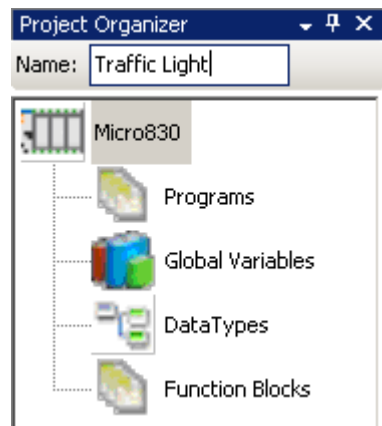 Project Organizer
Name: Traffic Light
Micro830
Programs
Global Variables
DataTypes
Function Blocks